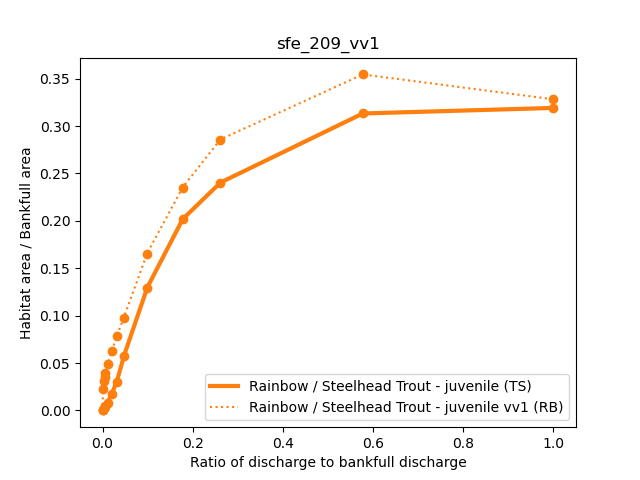 sfe_209_vv1
Habitat area / Bankfull area
0.35
0.30
0.25
0.20
0.15
0.10
0.05
0.00
Rainbow / Steelhead Trout - juvenile (TS)
Rainbow / Steelhead Trout - juvenile vv1 (RB)
0.0 0.2 0.4 0.6 0.8 1.0
Ratio of discharge to bankfull discharge